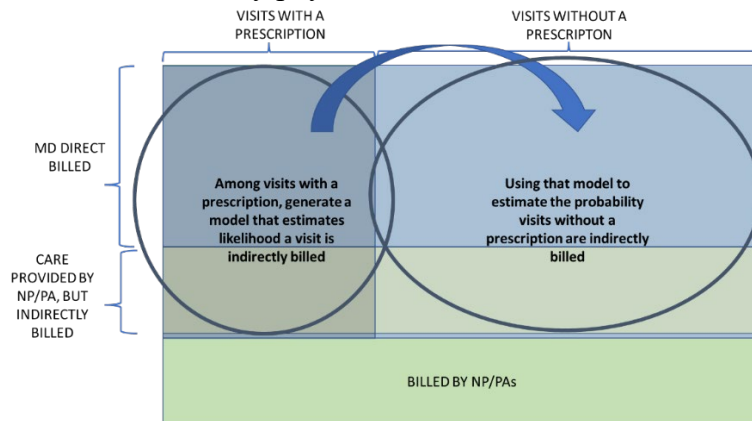 VISITS WITH A
PRESCRIPTION
VISITS WITHOUT A
PRESCRIPTON
MD DIRECT
BILLED
Among visits with a
prescription, generate a
model that estimates
likelihood a visit is
indirectly billed
Using that model to
estimate the probability
visits without a
prescription are indirectly
billed
CARE
PROVIDED BY
NP/PA, BUT
INDIRECTLY
BILLED
BILLED BY NP/PAs